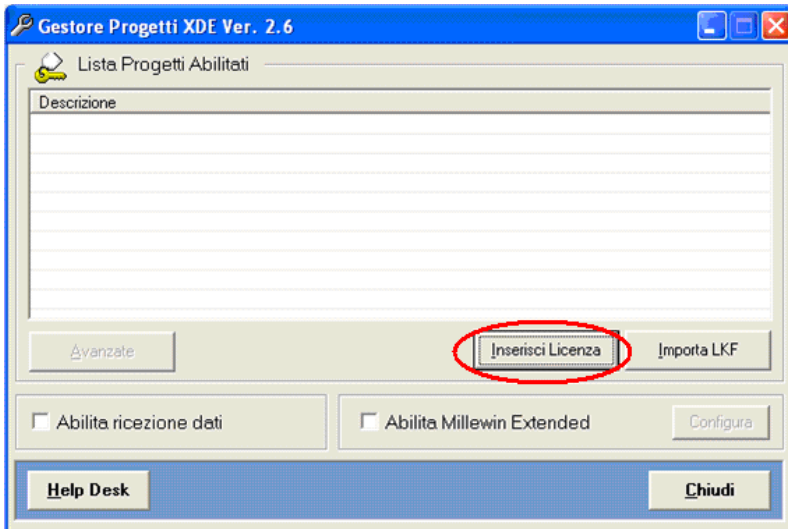 Gestore Progetti XDE Ver. 2.6
Lista Progetti Abilitati
Descrizione
Avanzate
Inserisci Licenza
Importa LKF
Abilita ricezione dati
Abilita Millewin Extended
Configura
Help Desk
Chiudi